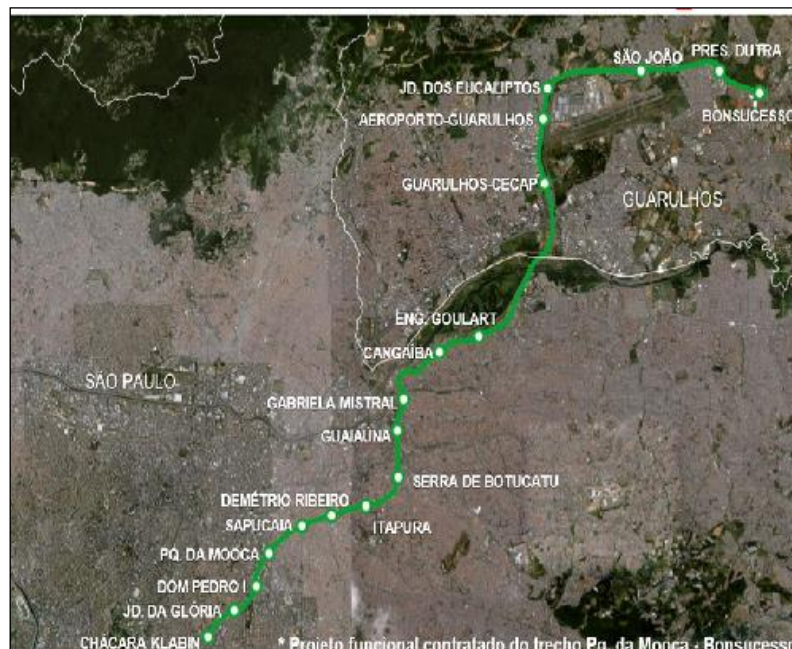 SÃO JOÃO
PRES. DUTRA
JD. DOS EUCALIPTOS
BONSUCESSO
AEROPORTO-GUARULHOS
GUARULHOS-CECAP
GUARULHOS
ENG. GOULART
CANGAÍBA
SÃO PAULO
GABRIELA MISTRAL
GUAIAÚNA
SERRA DE BOTUCATU
DEMÉTRIO RIBEIRO
SAPUCAIA
ITAPURA
PQ. DA MOOCA
DOM PEDRO I
JD. DA GLÓRIA
CHÁCARA KLABIN
* Projeto funcional contratado do trecho Pq. da Mooca - Bonsucesso